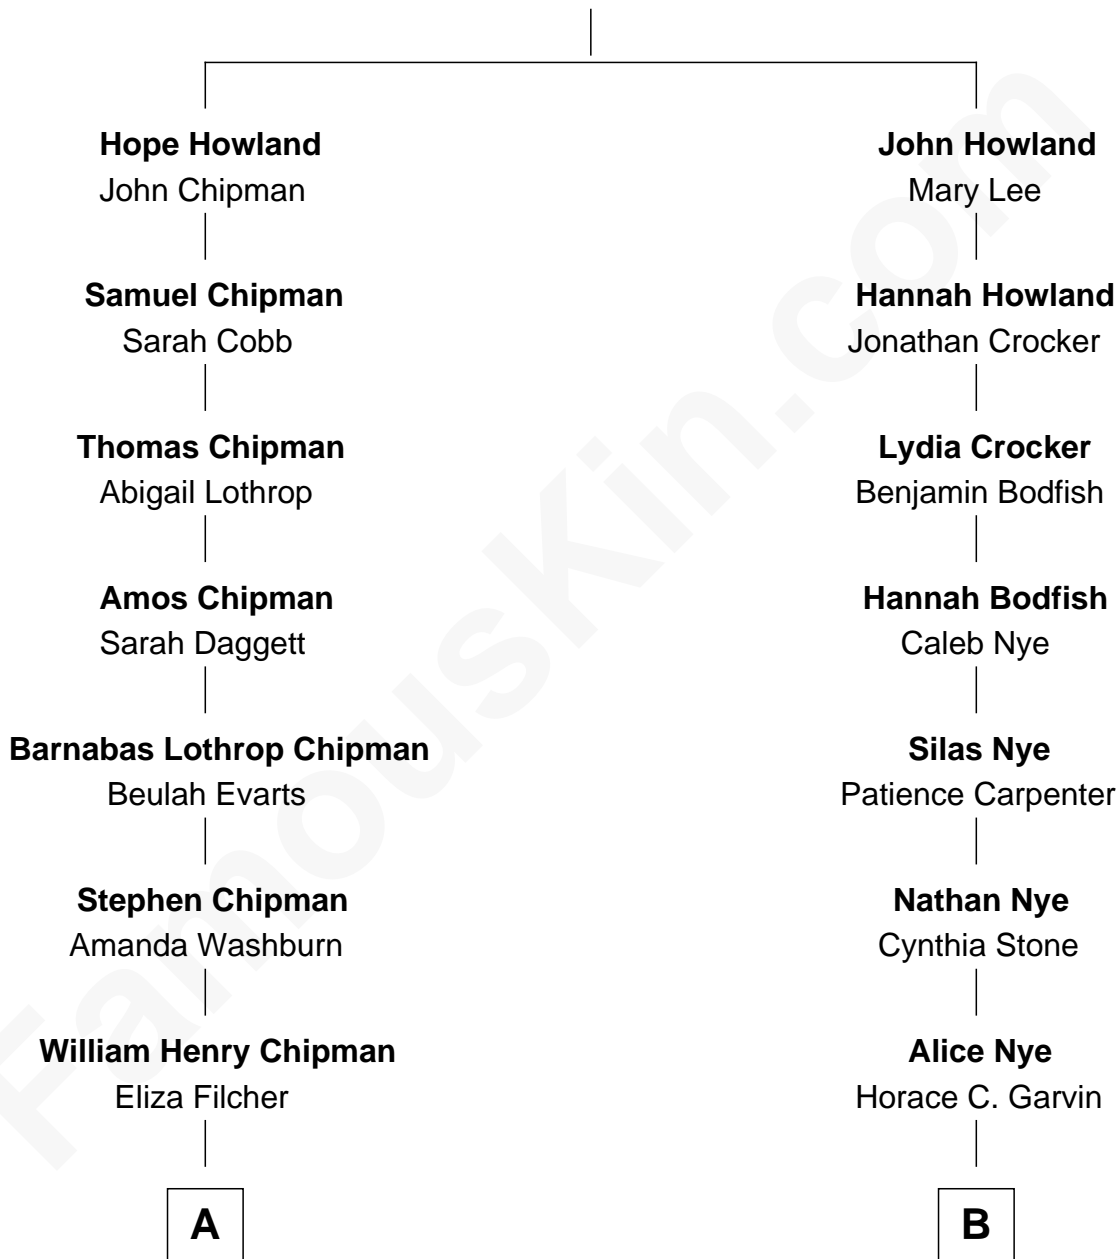 Hope Howland
John Chipman
John Howland
Mary Lee
Samuel Chipman
Sarah Cobb
Hannah Howland
Jonathan Crocker
Thomas Chipman
Abigail Lothrop
Lydia Crocker
Benjamin Bodfish
Amos Chipman
Sarah Daggett
Hannah Bodfish
Caleb Nye
Barnabas Lothrop Chipman
Beulah Evarts
Silas Nye
Patience Carpenter
Stephen Chipman
Amanda Washburn
Nathan Nye
Cynthia Stone
William Henry Chipman
Eliza Filcher
Alice Nye
Horace C. Garvin
A
B
FamousKin.com